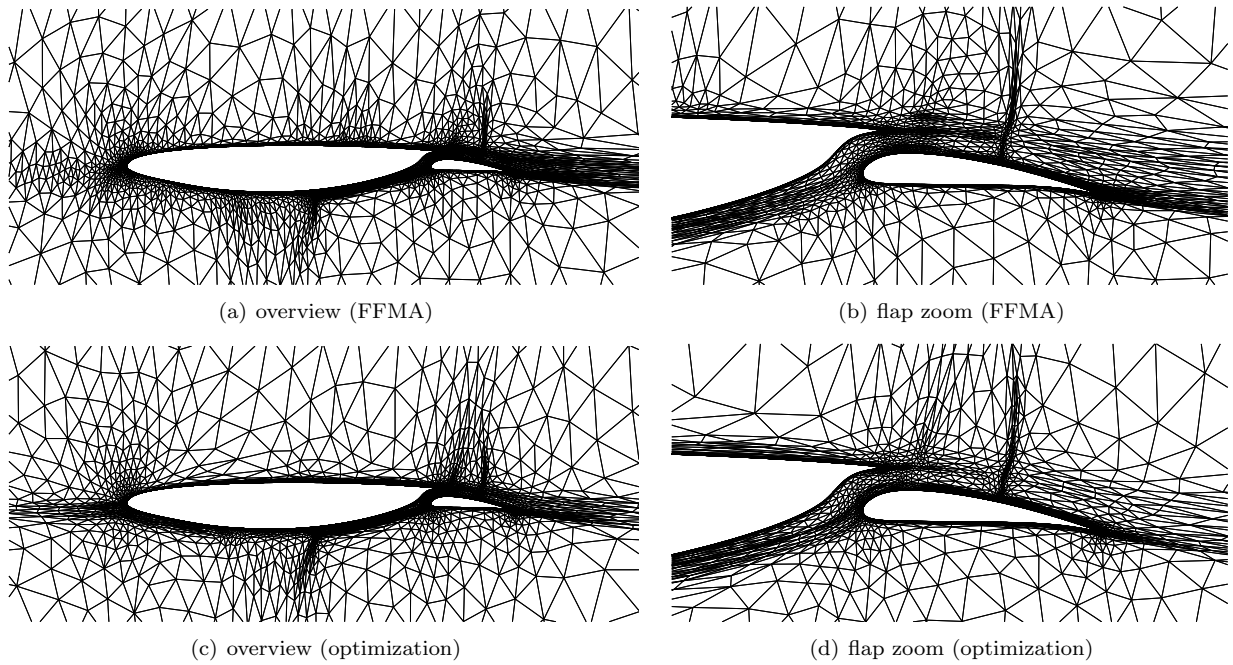 (a) overview (FFMA)
(b) flap zoom (FFMA)
(c) overview (optimization)
(d) flap zoom (optimization)